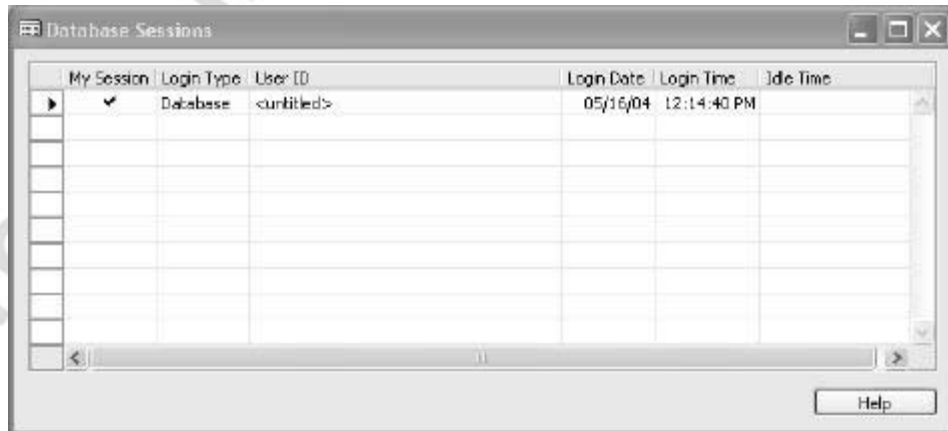 Database Sessions
My Session Login Type User ID Login Date Login Time Idle Time
Database <untitled> 05/16/04 12:14:40 PM
Help